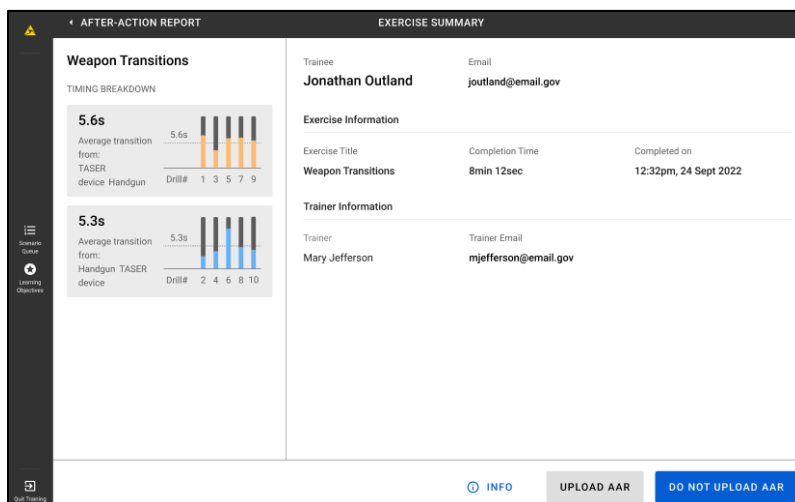 AFTER-ACTION REPORT
EXERCISE SUMMARY
Weapon Transitions
TIMING BREAKDOWN
5.6s
Average transition
from:
TASER
device Handgun
5.6s
Drill# 1 3 5 7 9
5.3s
Average transition
from:
Handgun TASER
device
5.3s
Drill# 2 4 6 8 10
Scenario
Queue
Learning
Objectives
Quit Training
Trainee
Email
Jonathan Outland
joutland@email.gov
Exercise Information
Exercise Title
Completion Time
Completed on
Weapon Transitions
8min 12sec
12:32pm, 24 Sept 2022
Trainer Information
Trainer
Trainer Email
Mary Jefferson
mjefferson@email.gov
INFO
UPLOAD AAR
DO NOT UPLOAD AAR